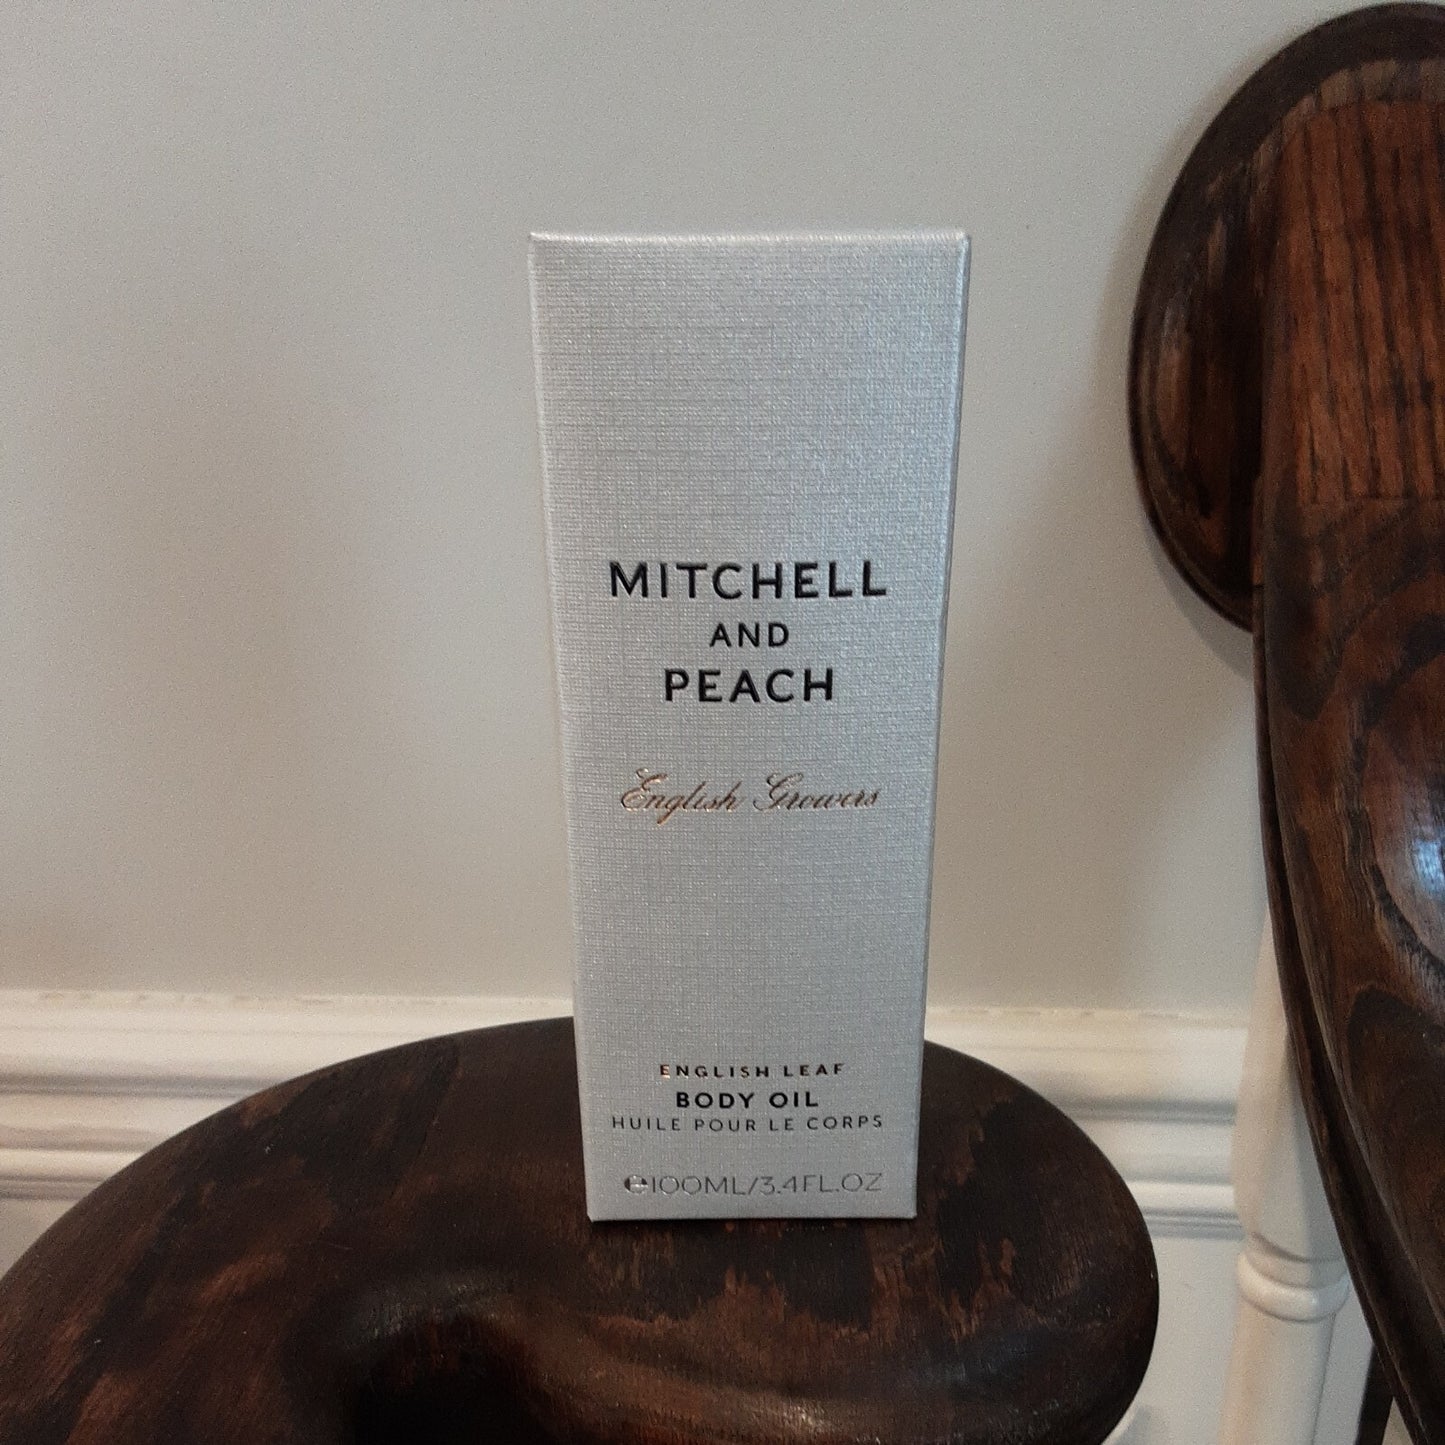 MITCHELL
AND
PEACH
English Growers
ENGLISH LEAF
BODY OIL
HUILE POUR LE CORPS
℮100ML/3.4FL.OZ